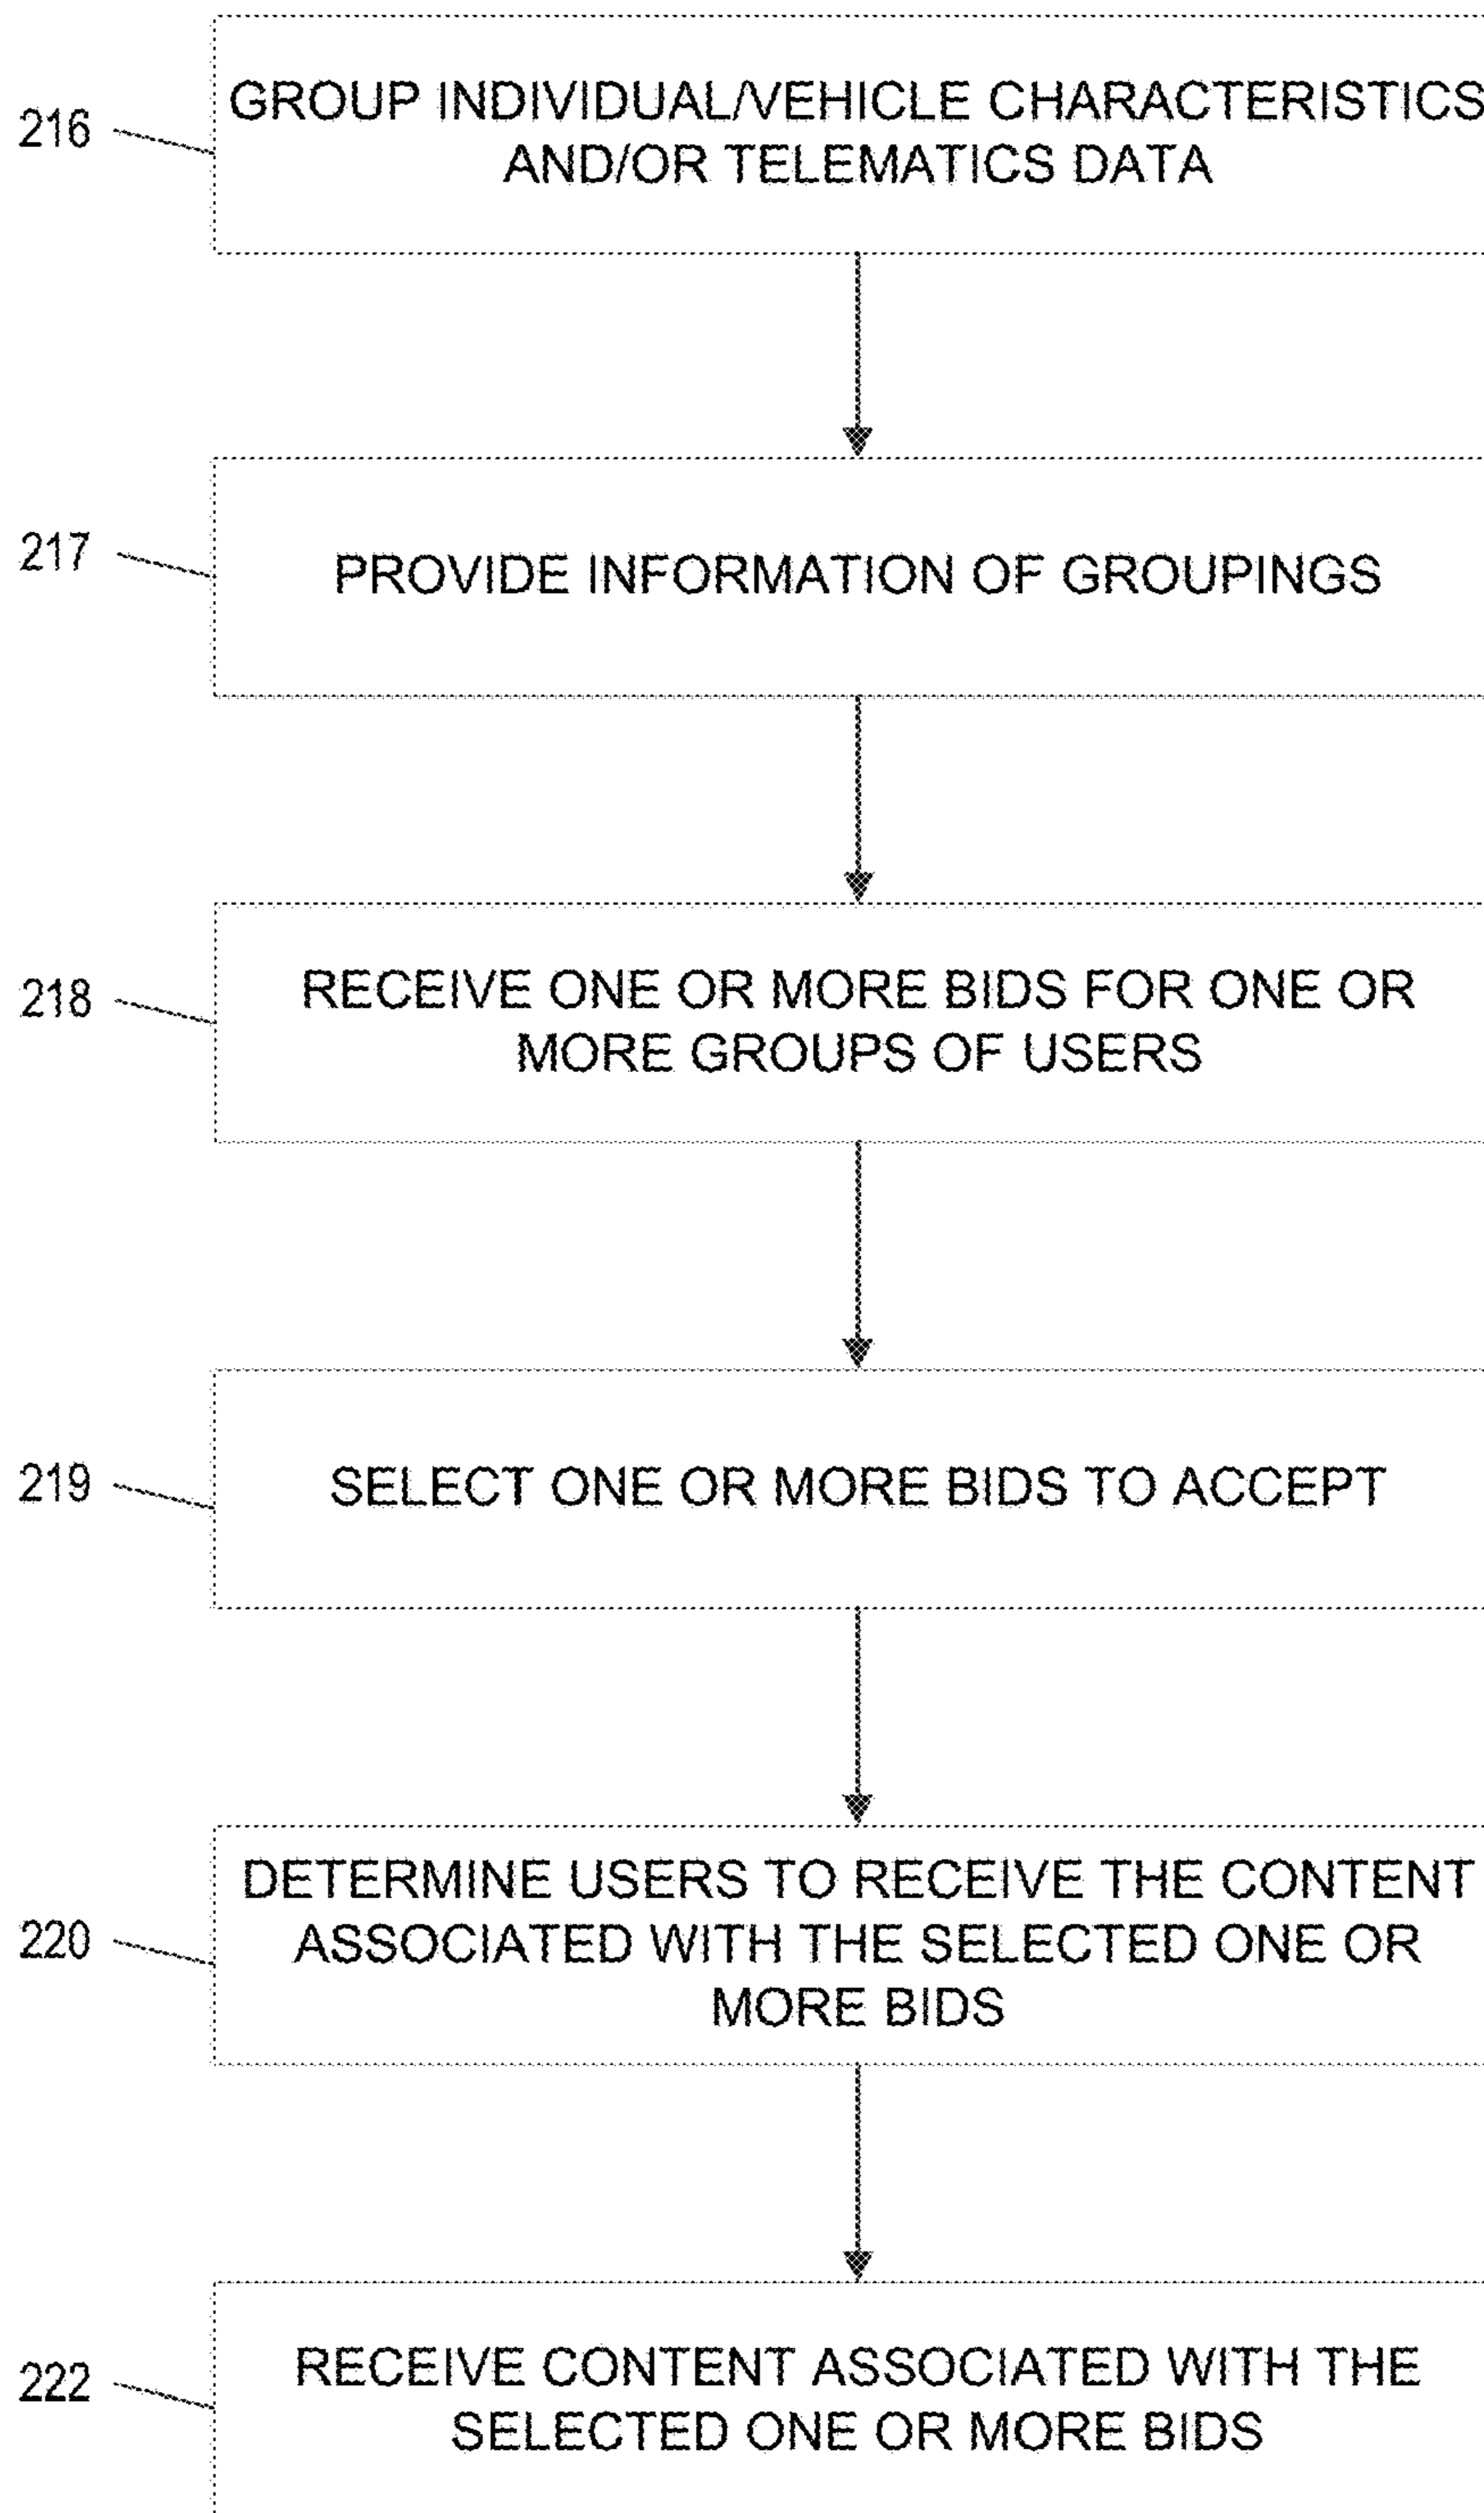 216
GROUP INDIVIDUAL/VEHICLE CHARACTERISTICS
AND/OR TELEMATICS DATA
217
PROVIDE INFORMATION OF GROUPINGS
218
RECEIVE ONE OR MORE BIDS FOR ONE OR
MORE GROUPS OF USERS
219
SELECT ONE OR MORE BIDS TO ACCEPT
220
DETERMINE USERS TO RECEIVE THE CONTENT
ASSOCIATED WITH THE SELECTED ONE OR
MORE BIDS
222
RECEIVE CONTENT ASSOCIATED WITH THE
SELECTED ONE OR MORE BIDS